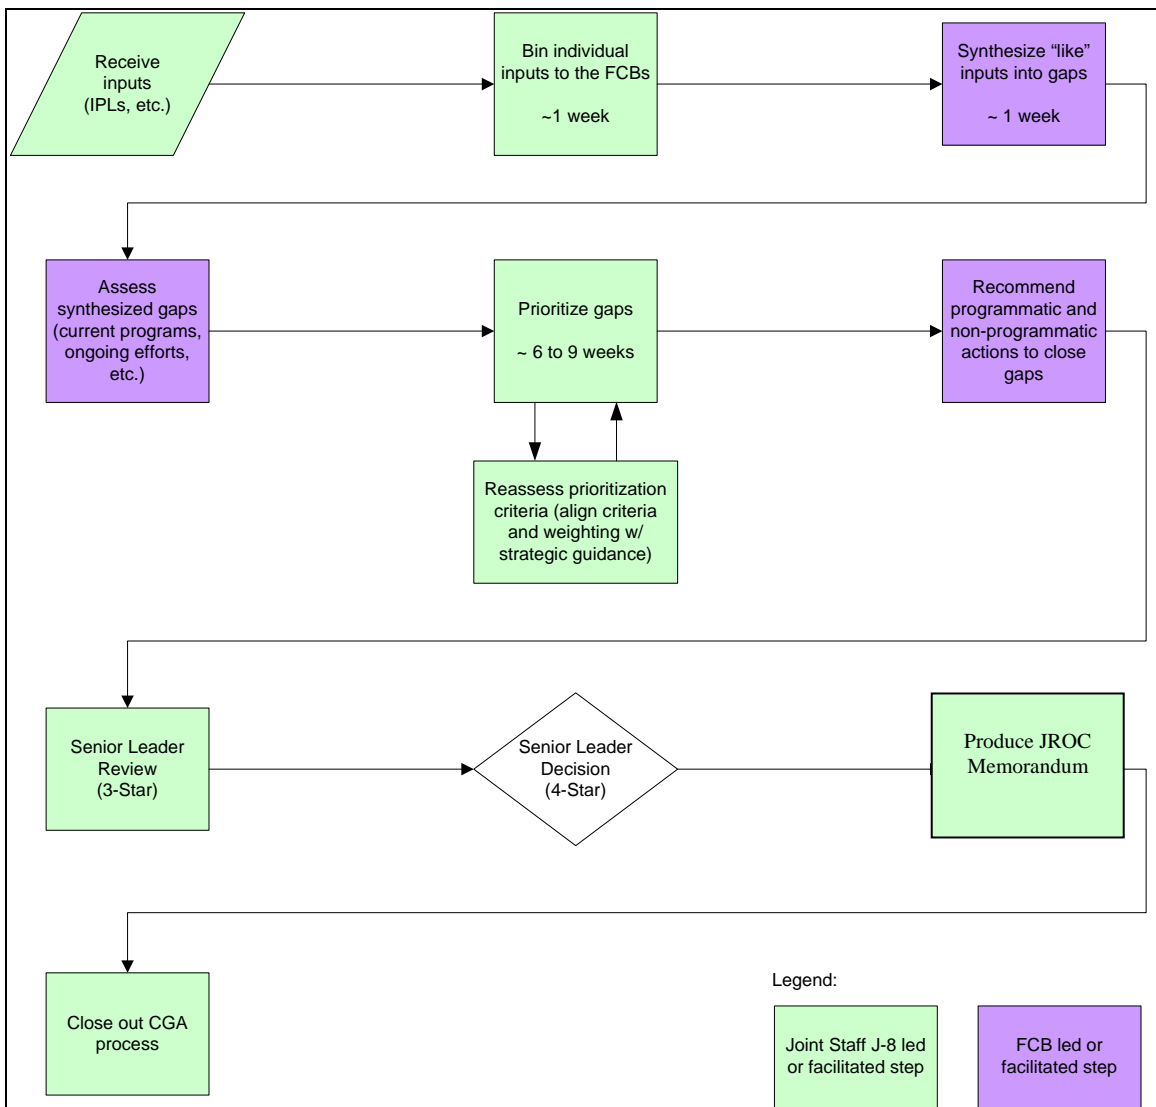 Receive
inputs
(IPLs, etc.)
Bin individual
inputs to the FCBs
~1 week
Synthesize “like”
inputs into gaps
~ 1 week
Assess
synthesized gaps
(current programs,
ongoing efforts,
etc.)
Prioritize gaps
~ 6 to 9 weeks
Recommend
programmatic and
non-programmatic
actions to close
gaps
Reassess prioritization
criteria (align criteria
and weighting w/
strategic guidance)
Senior Leader
Review
(3-Star)
Senior Leader
Decision
(4-Star)
Produce JROC
Memorandum
Close out CGA
process
Legend:
Joint Staff J-8 led
or facilitated step
FCB led or
facilitated step